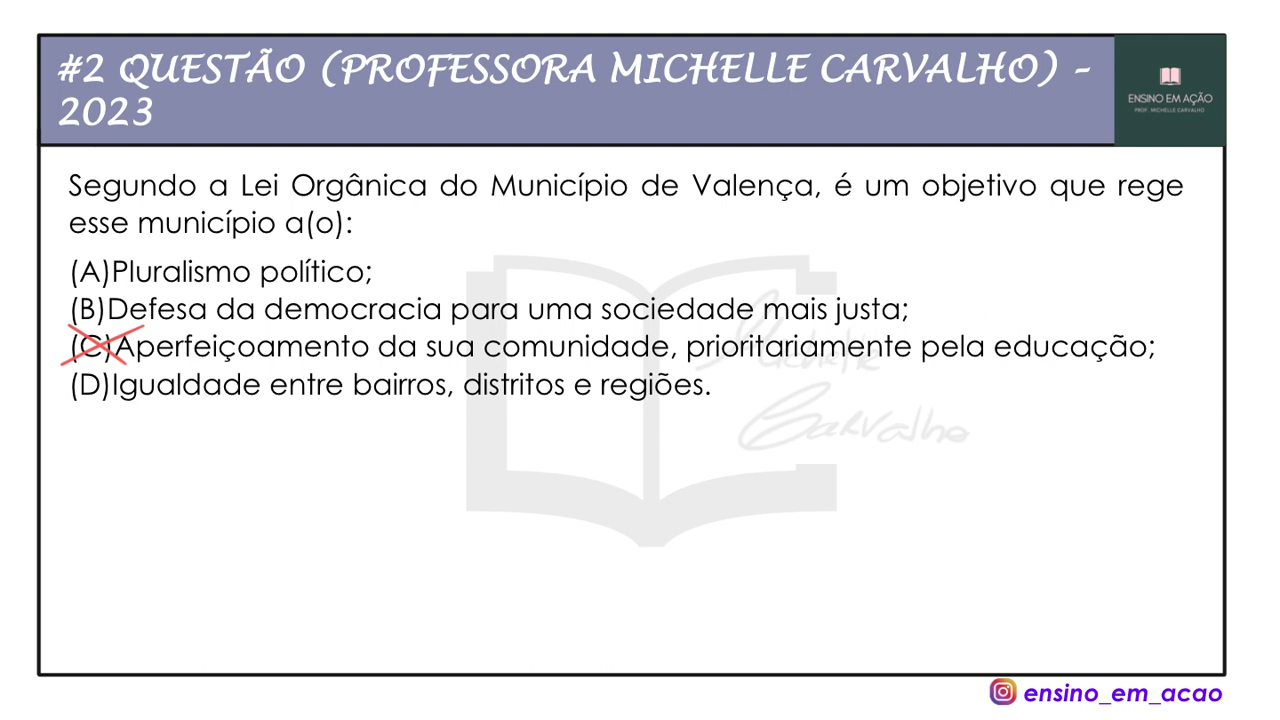 #2 QUESTÃO (PROFESSORA MICHELLE CARVALHO) -
2023
ENSINO EM AÇÃO
PROF. MICHELLE CARVALHO
Segundo a Lei Orgânica do Município de Valença, é um objetivo que rege
esse município a(o):
(A)Pluralismo político;
(B)Defesa da democracia para uma sociedade mais justa;
(C)Aperfeiçoamento da sua comunidade, prioritariamente pela educação;
(D)Igualdade entre bairros, distritos e regiões.
Michelle
Carvalho
ensino_em_acao